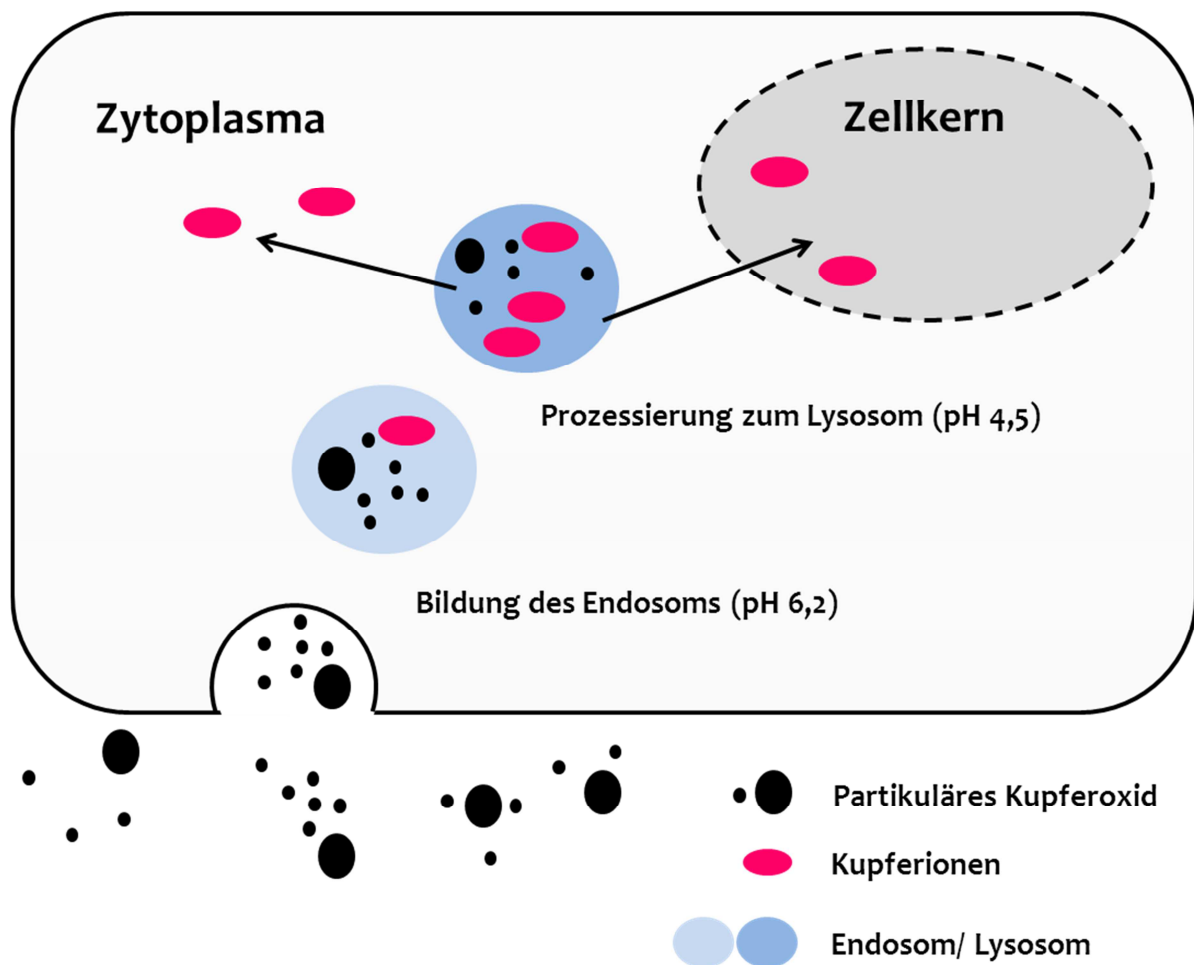 Zytoplasma
Zellkern
Prozessierung zum Lysosom (pH 4,5)
Bildung des Endosoms (pH 6,2)
Partikuläres Kupferoxid
Kupferionen
Endosom/ Lysosom